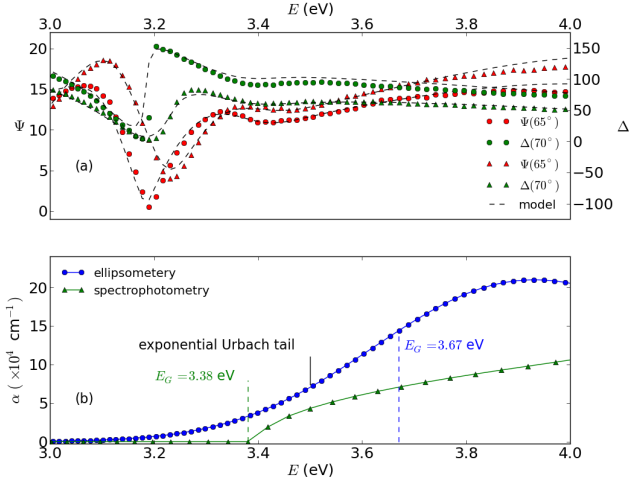 E (eV)
3.0 3.2 3.4 3.6 3.8 4.0
20
15
10
5
0
Ψ
150
100
50
0
−50
−100
Δ
(a)
Ψ(65°)
Δ(70°)
Ψ(65°)
Δ(70°)
model
20
15
10
5
0
α ( ×10⁴ cm⁻¹)
ellipsometery
spectrophotometry
exponential Urbach tail
E_G =3.67 eV
E_G =3.38 eV
(b)
3.0 3.2 3.4 3.6 3.8 4.0
E (eV)